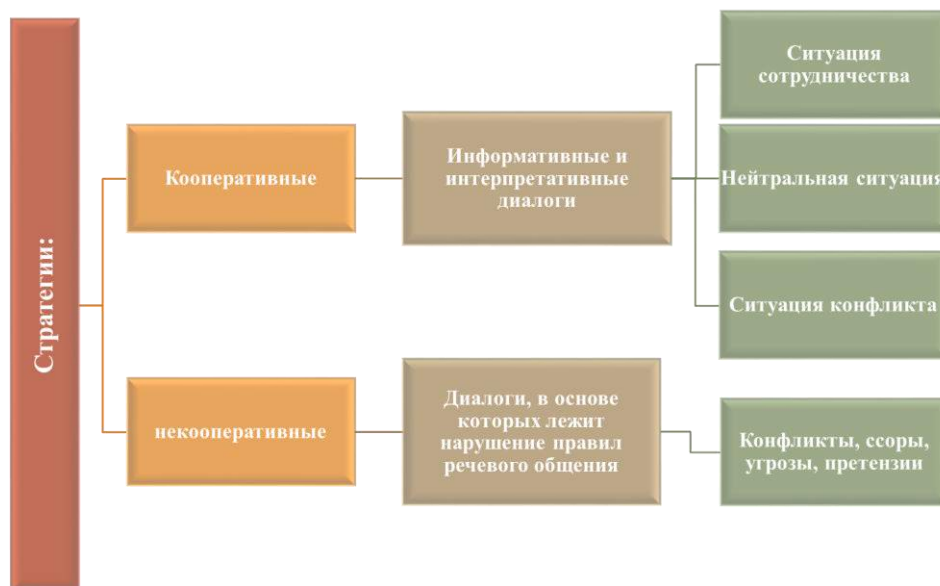 Стратегии:
Кооперативные
Информативные и
интерпретативные
диалоги
Ситуация
сотрудничества
Нейтральная ситуация
Ситуация конфликта
некооперативные
Диалоги, в основе
которых лежит
нарушение правил
речевого общения
Конфликты, ссоры,
угрозы, претензии